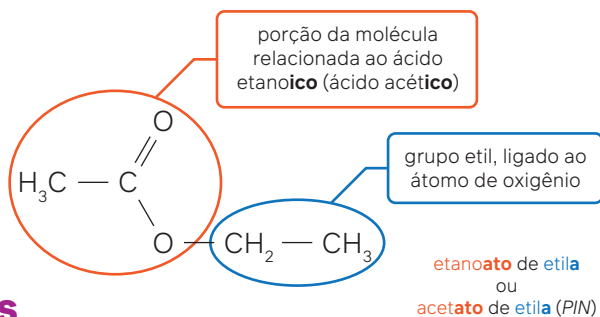 porção da molécula
relacionada ao ácido
etanoico (ácido acético)
O
H₃C — C
grupo etil, ligado ao
átomo de oxigênio
O — CH₂ — CH₃
etanoato de etila
ou
acetato de etila (PIN)
s